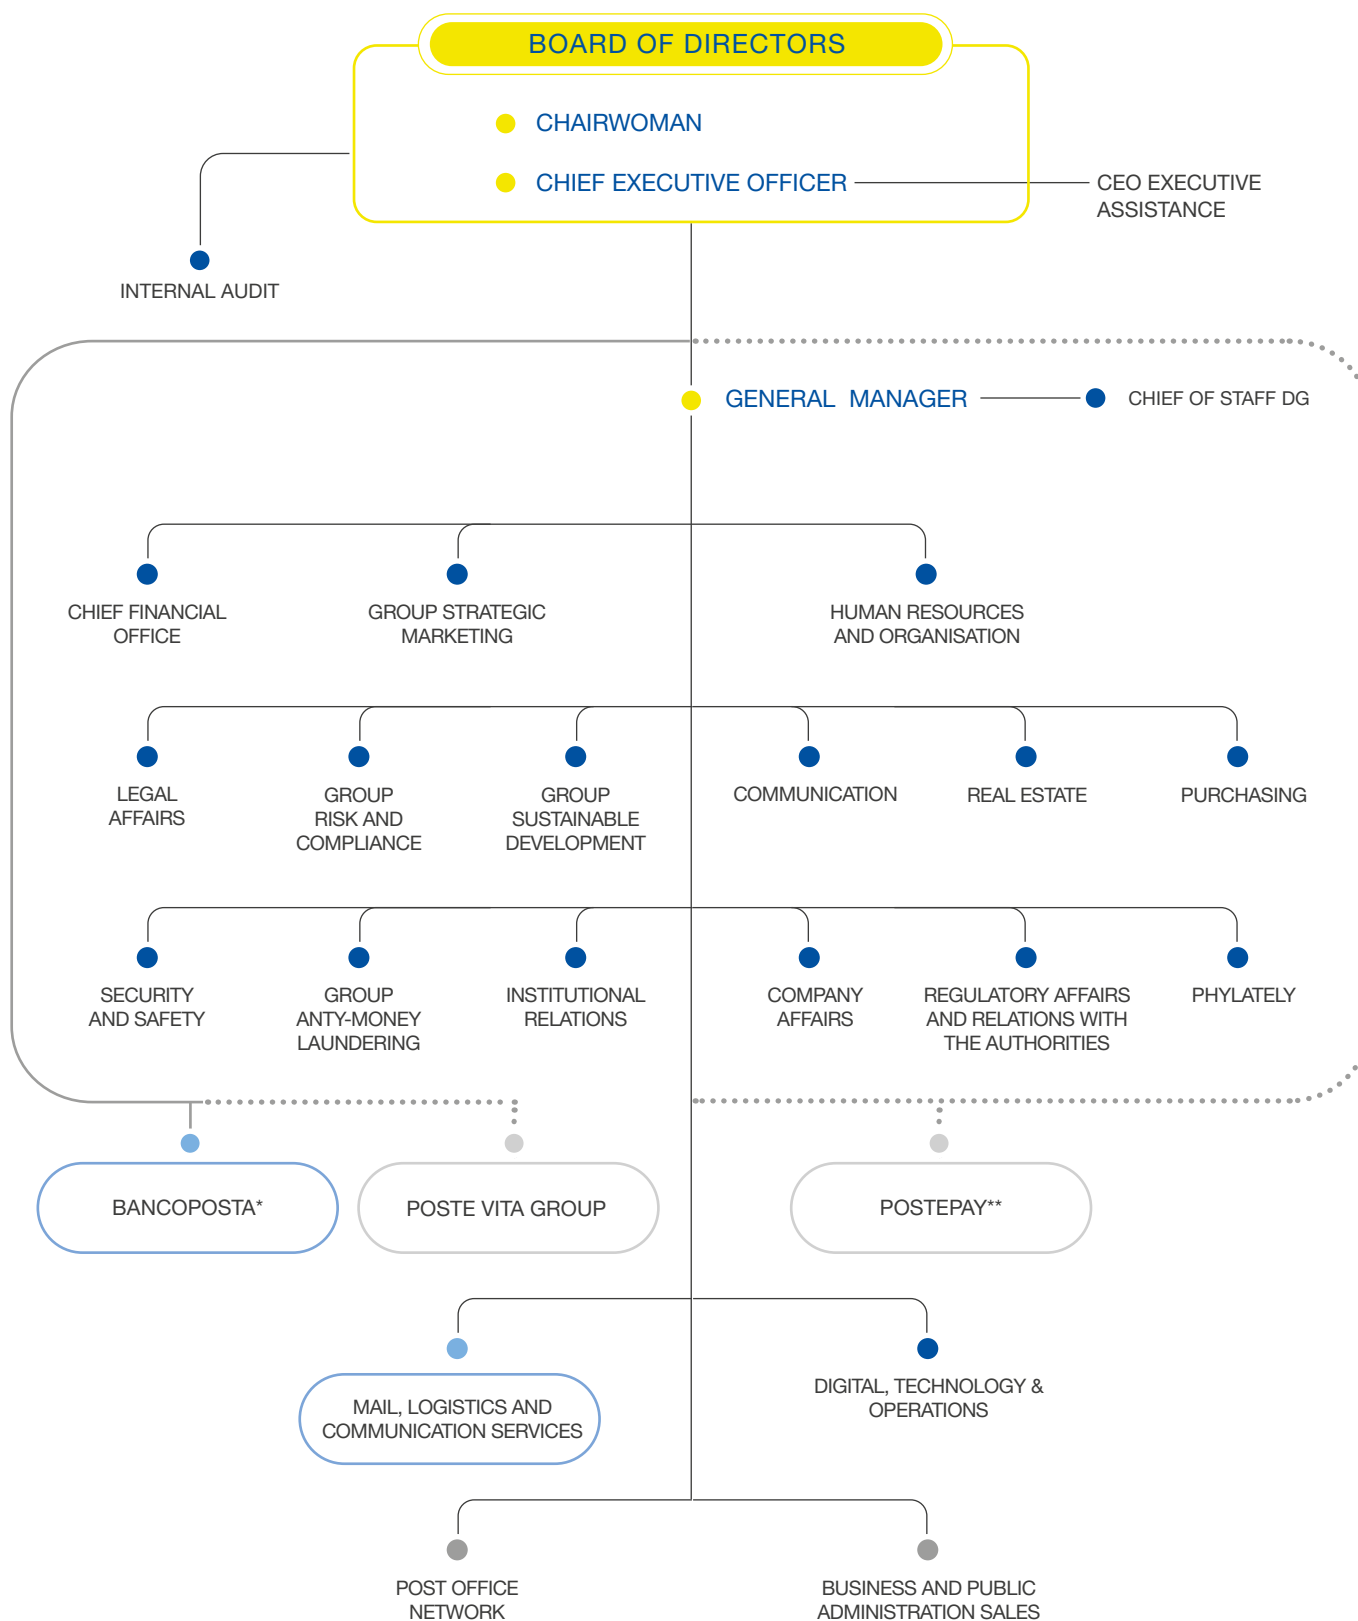 BOARD OF DIRECTORS
CHAIRWOMAN
CHIEF EXECUTIVE OFFICER
CEO EXECUTIVE
ASSISTANCE
INTERNAL AUDIT
GENERAL MANAGER
CHIEF OF STAFF DG
CHIEF FINANCIAL
OFFICE
GROUP STRATEGIC
MARKETING
HUMAN RESOURCES
AND ORGANISATION
LEGAL
AFFAIRS
GROUP
RISK AND
COMPLIANCE
GROUP
SUSTAINABLE
DEVELOPMENT
COMMUNICATION
REAL ESTATE
PURCHASING
SECURITY
AND SAFETY
GROUP
ANTY-MONEY
LAUNDERING
INSTITUTIONAL
RELATIONS
COMPANY
AFFAIRS
REGULATORY AFFAIRS
AND RELATIONS WITH
THE AUTHORITIES
PHYLATELY
BANCOPOSTA*
POSTE VITA GROUP
POSTEPAY**
MAIL, LOGISTICS AND
COMMUNICATION SERVICES
DIGITAL, TECHNOLOGY &
OPERATIONS
POST OFFICE
NETWORK
BUSINESS AND PUBLIC
ADMINISTRATION SALES